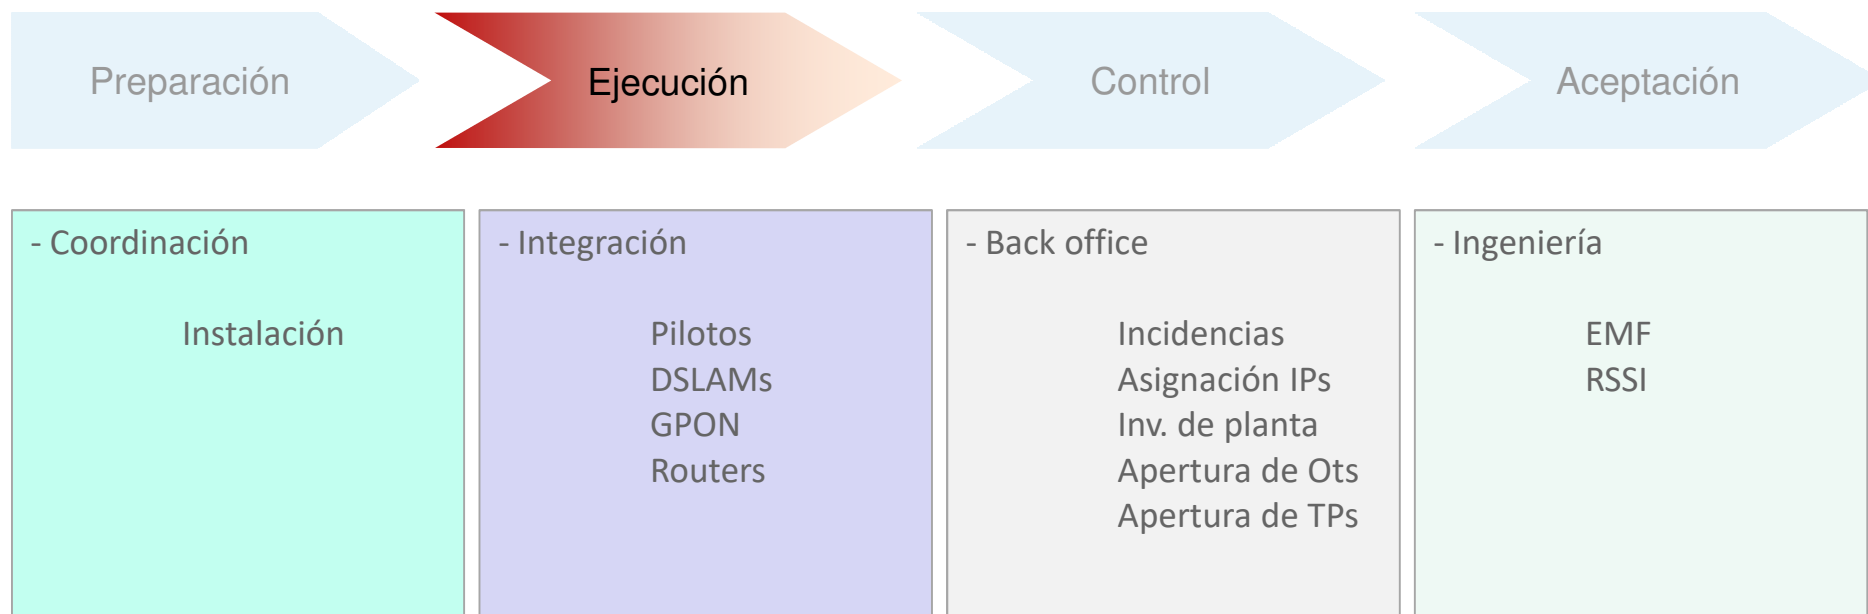 Preparación
Ejecución
Control
Aceptación
- Coordinación
Instalación
- Integración
Pilotos
DSLAMs
GPON
Routers
- Back office
Incidencias
Asignación IPs
Inv. de planta
Apertura de Ots
Apertura de TPs
- Ingeniería
EMF
RSSI